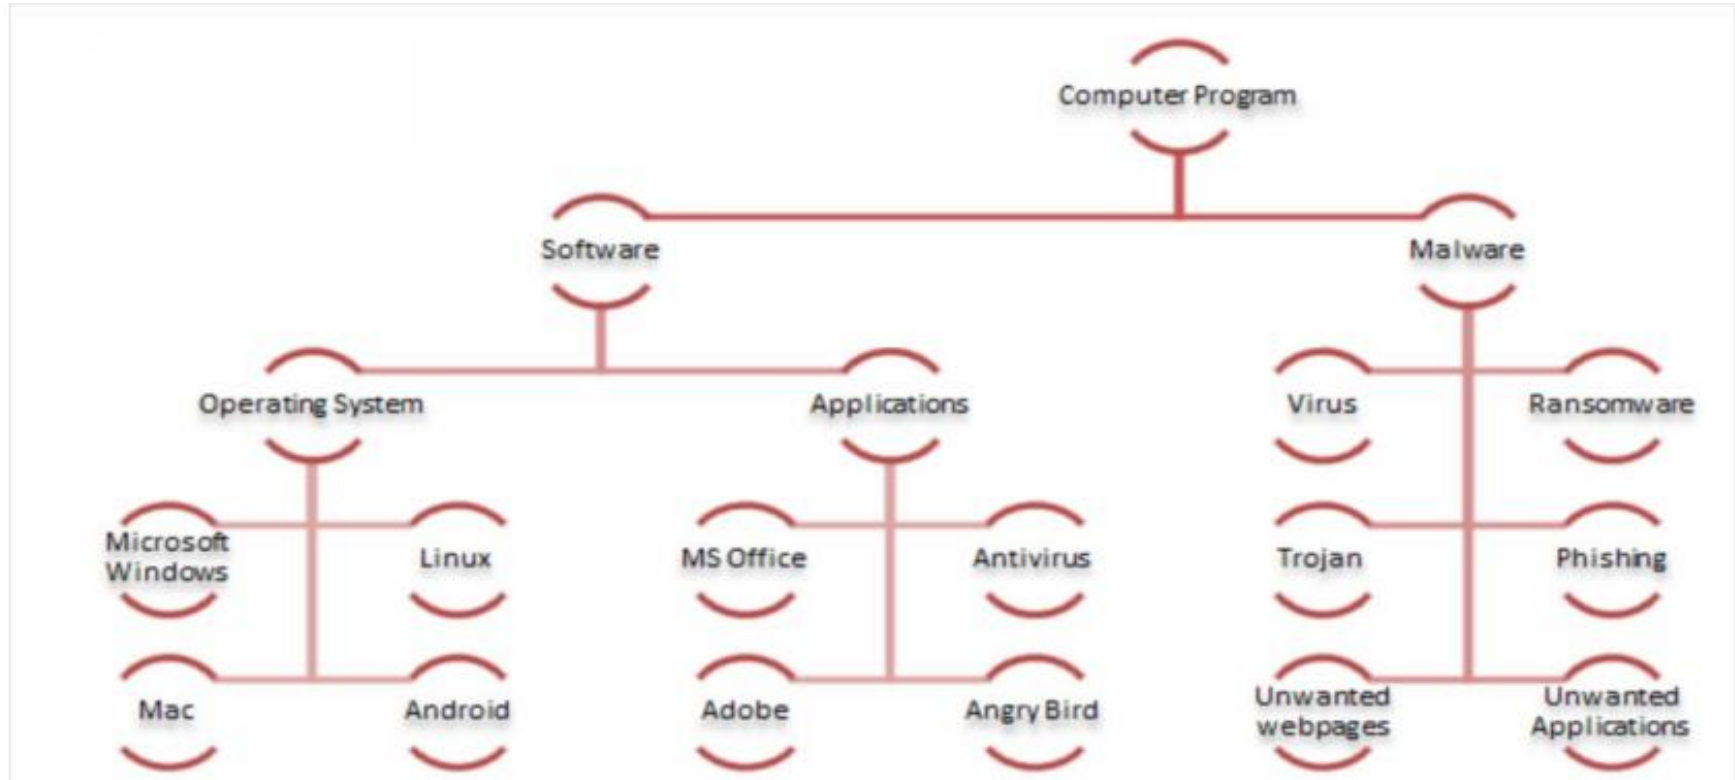 Computer Program
Software
Malware
Operating System
Applications
Virus
Ransomware
Microsoft
Windows
Linux
MS Office
Antivirus
Trojan
Phishing
Mac
Android
Adobe
Angry Bird
Unwanted
webpages
Unwanted
Applications